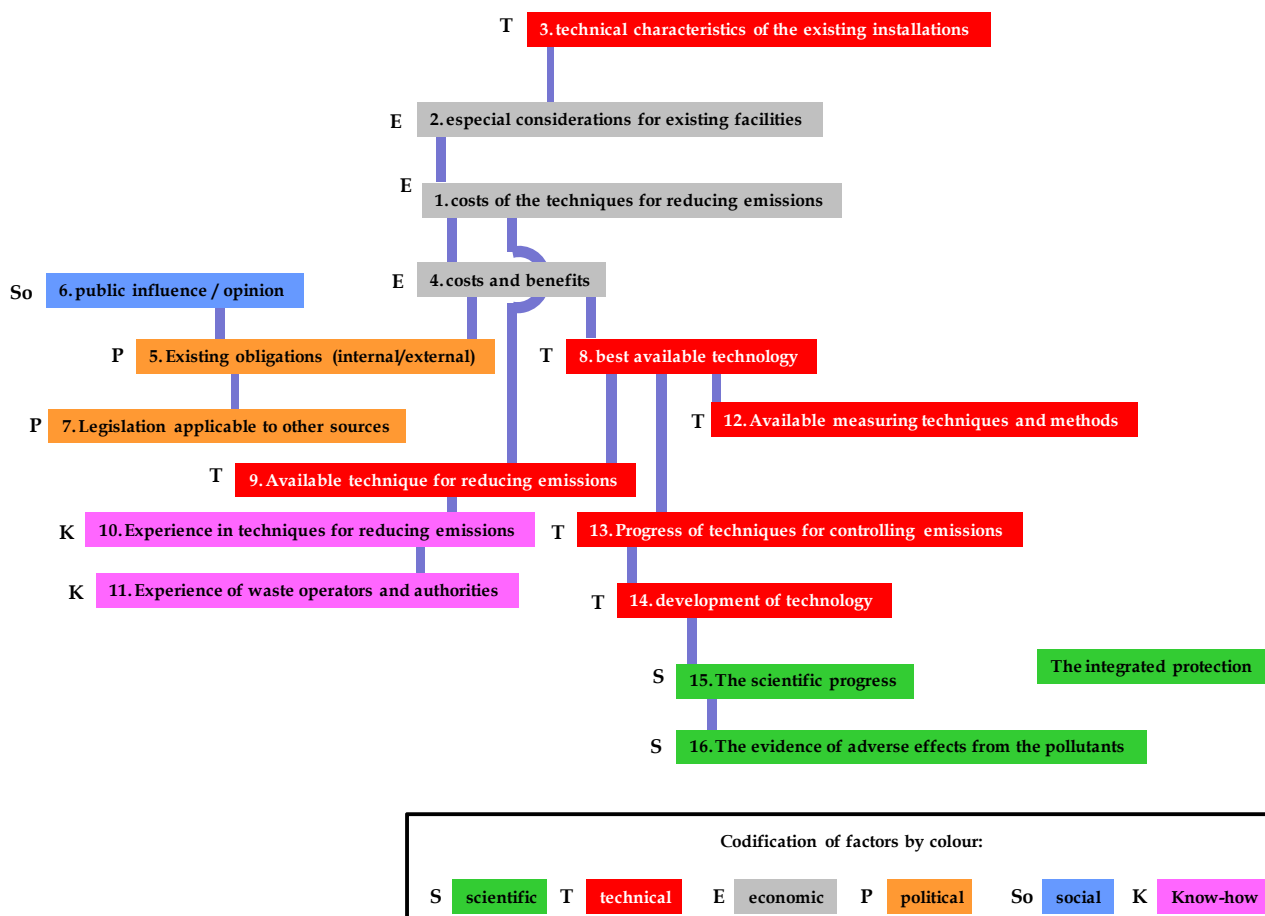 T 3. technical characteristics of the existing installations
E 2. especial considerations for existing facilities
E 1. costs of the techniques for reducing emissions
E 4. costs and benefits
So 6. public influence / opinion
P 5. Existing obligations (internal/external)
T 8. best available technology
P 7. Legislation applicable to other sources
T 12. Available measuring techniques and methods
T 9. Available technique for reducing emissions
K 10. Experience in techniques for reducing emissions
T 13. Progress of techniques for controlling emissions
K 11. Experience of waste operators and authorities
T 14. development of technology
The integrated protection
S 15. The scientific progress
S 16. The evidence of adverse effects from the pollutants
Codification of factors by colour:
S scientific T technical E economic P political So social K Know-how